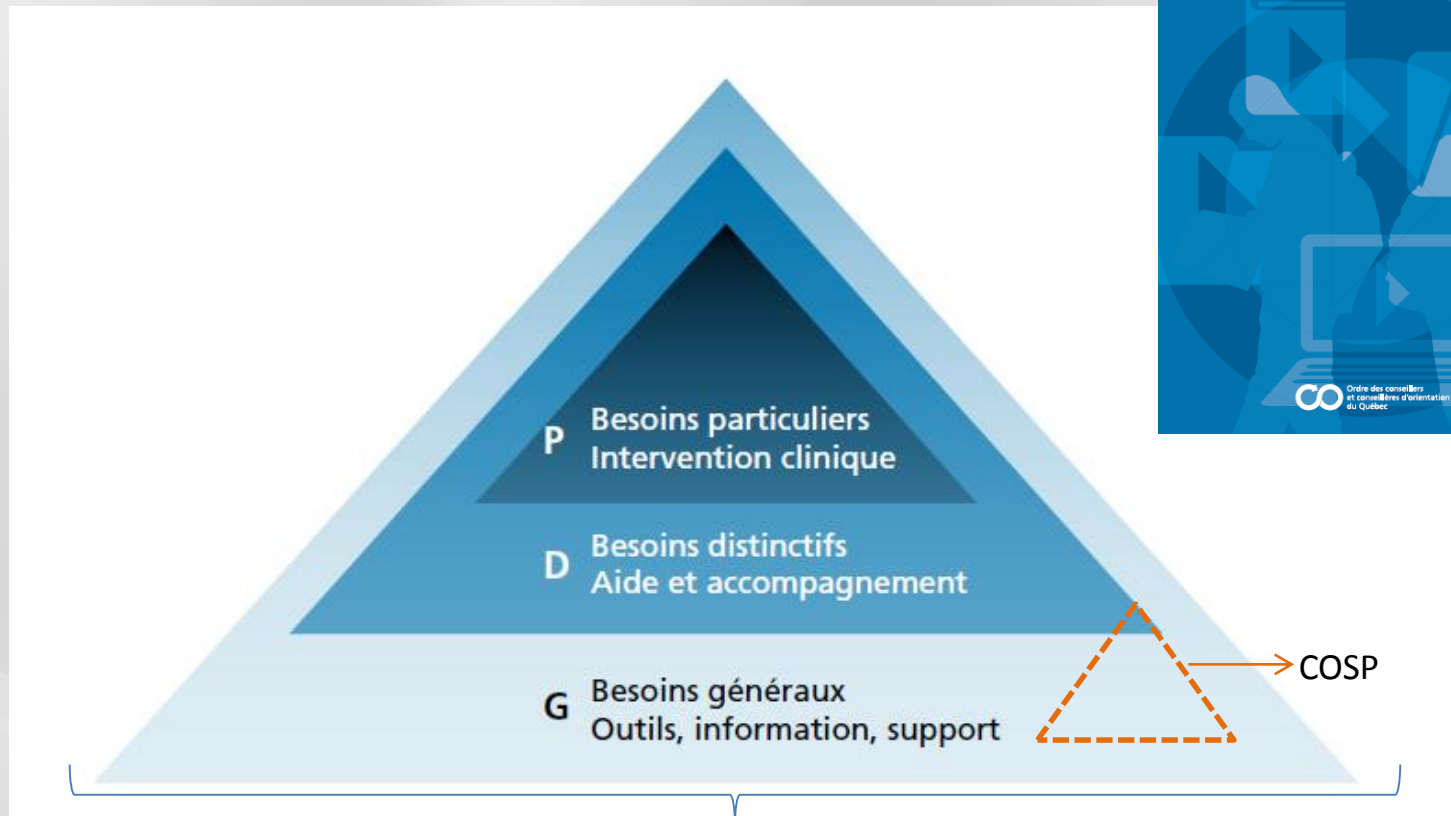 Ordre des conseillers
et conseillères d'orientation
du Québec
P
Besoins particuliers
Intervention clinique
D
Besoins distinctifs
Aide et accompagnement
G
Besoins généraux
Outils, information, support
COSP